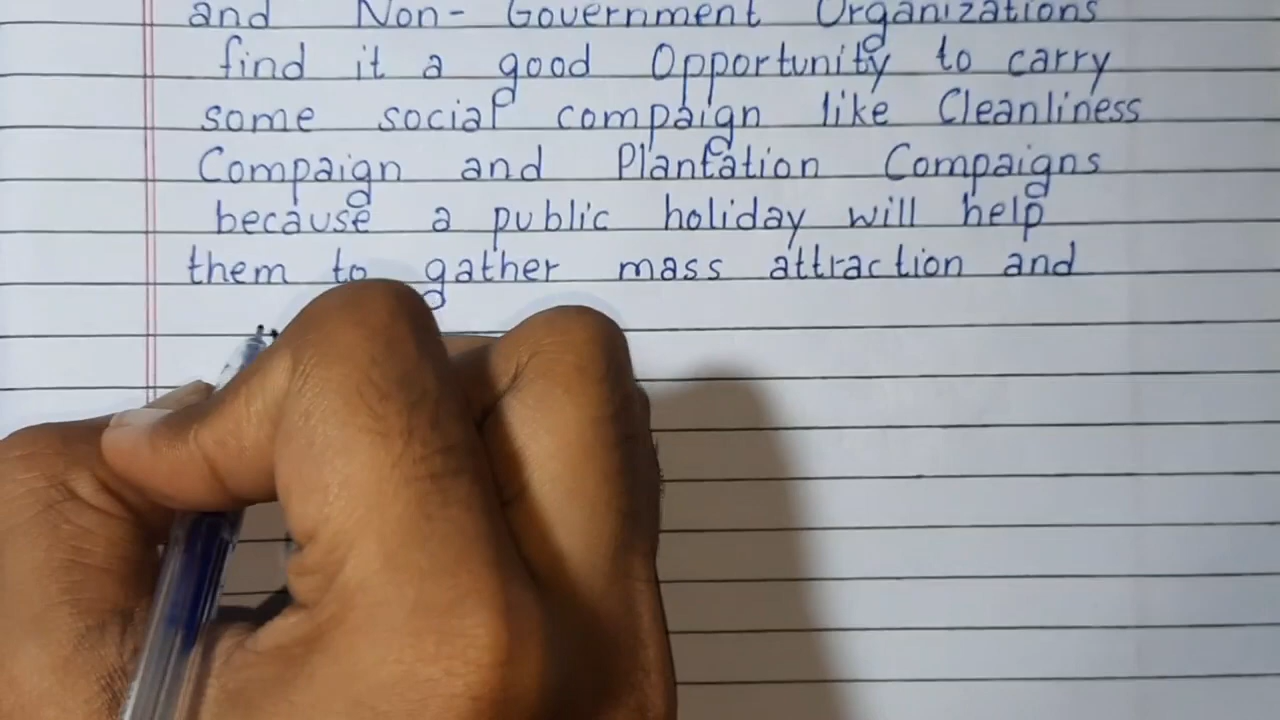 and Non- Government Organizations
find it a good Opportunity to carry
some social compaign like Cleanliness
Compaign and Plantation Compaigns
because a public holiday will help
them to gather mass attraction and